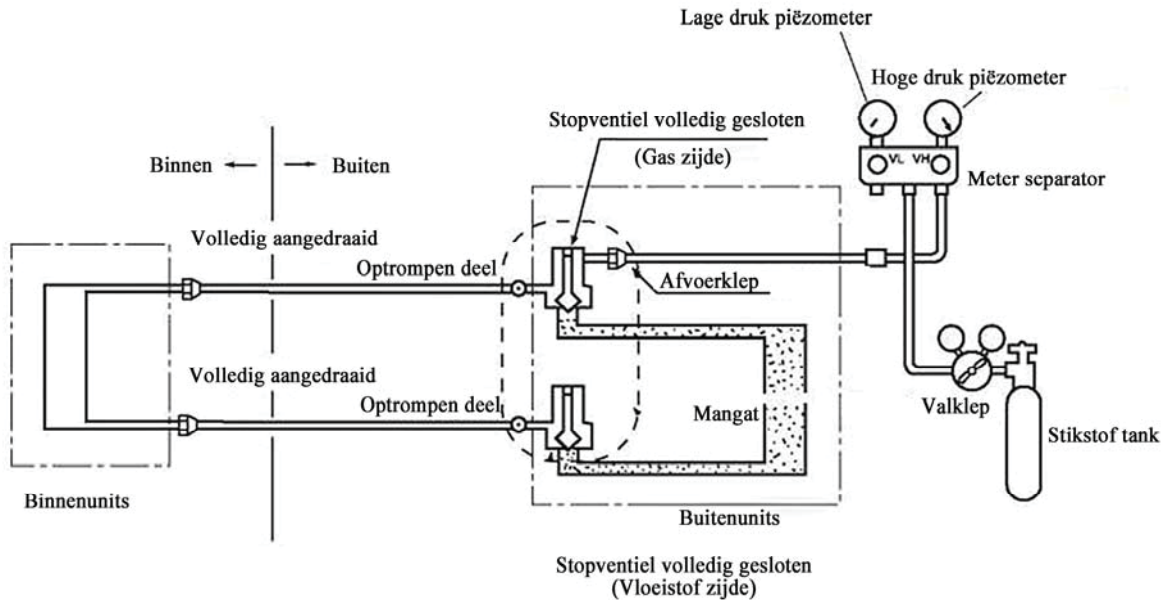 Lage druk piëzometer
Hoge druk piëzometer
Stopventiel volledig gesloten
(Gas zijde)
VL VH
Meter separator
Binnen
Buiten
Volledig aangedraaid
Optrompen deel
Afvoerklep
Volledig aangedraaid
Optrompen deel
Mangat
Valklep
Stikstof tank
Binnenunits
Buitenunits
Stopventiel volledig gesloten
(Vloeistof zijde)